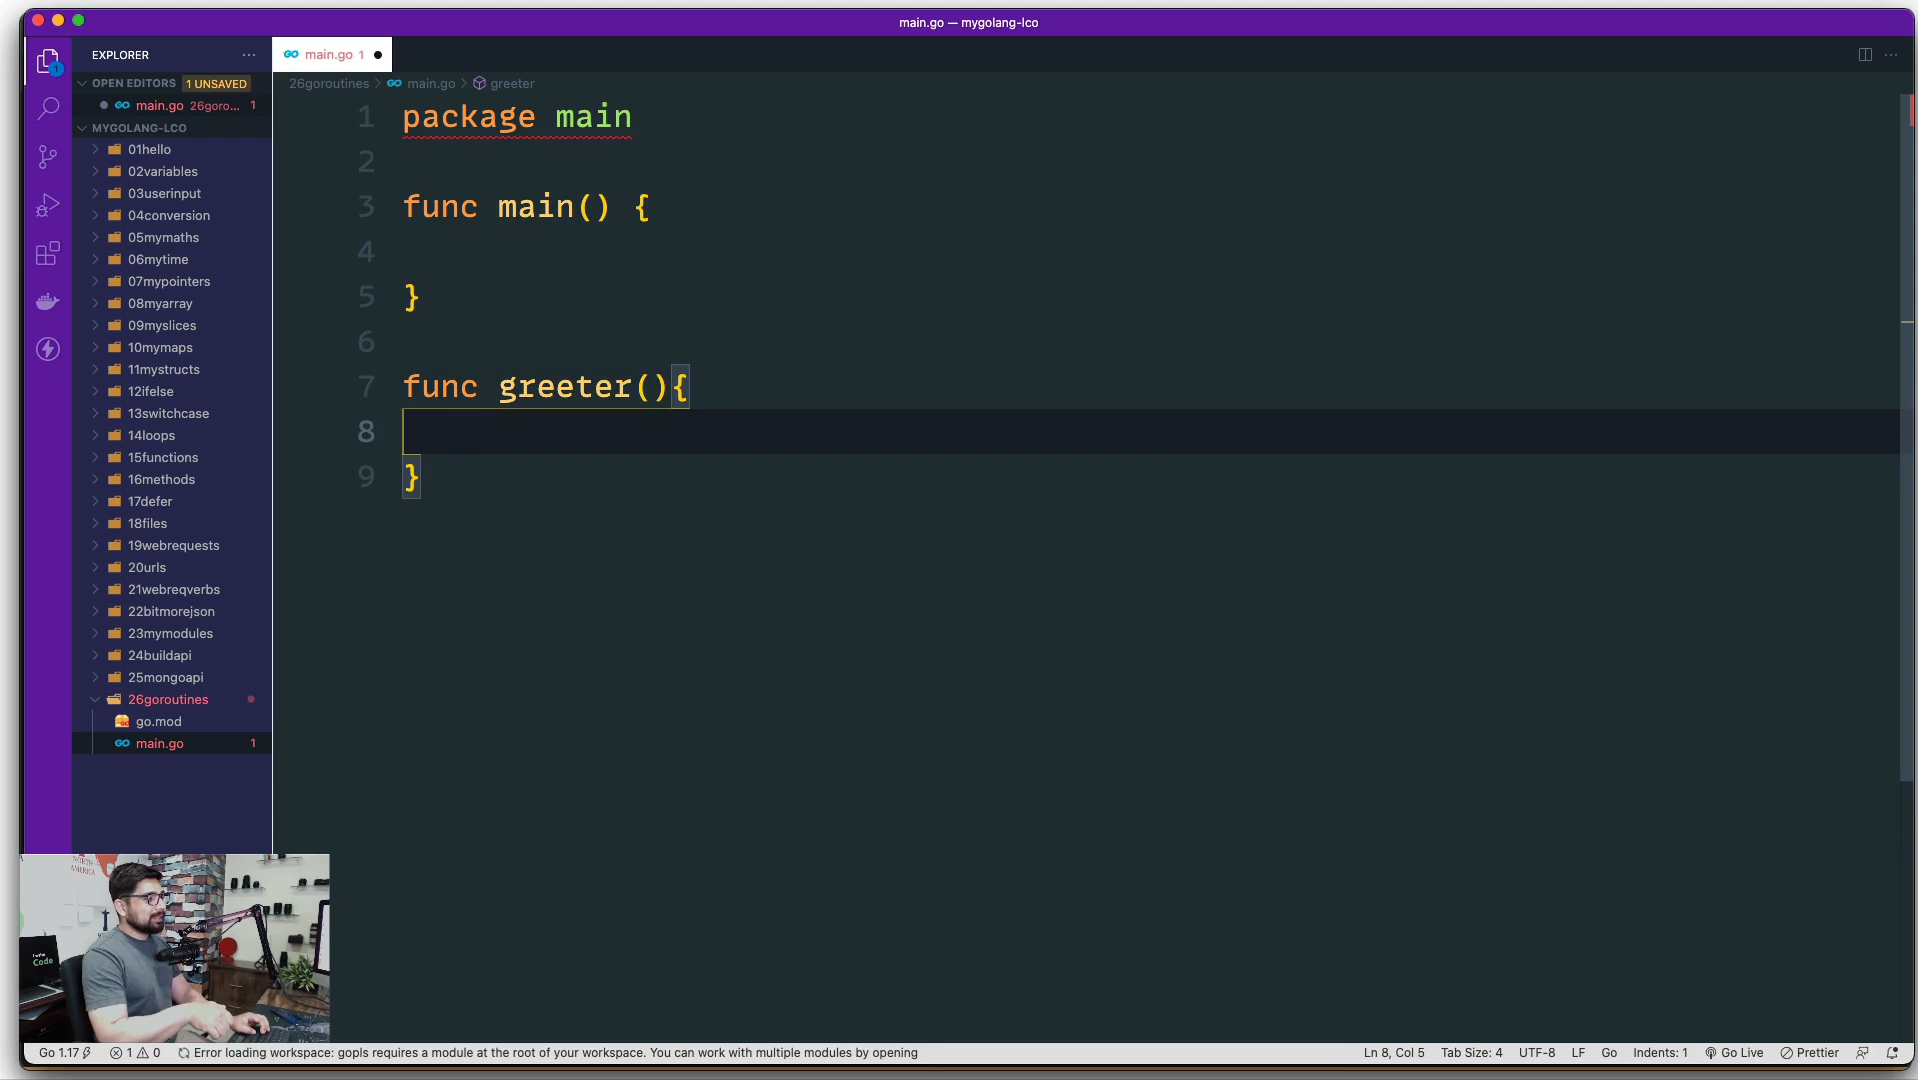 main.go — mygolang-lco
EXPLORER
main.go 1
OPEN EDITORS 1 UNSAVED
main.go 26goro... 1
MYGOLANG-LCO
01hello
02variables
03userinput
04conversion
05mymaths
06mytime
07mypointers
08myarray
09myslices
10mymaps
11mystructs
12ifelse
13switchcase
14loops
15functions
16methods
17defer
18files
19webrequests
20urls
21webreqverbs
22bitmorejson
23mymodules
24buildapi
25mongoapi
26goroutines
go.mod
main.go 1
26goroutines > main.go > greeter
1 package main
2
3 func main() {
4
5 }
6
7 func greeter(){
8
9 }
NORTH
AMERICA
Code
Go 1.17 1 0 Error loading workspace: gopls requires a module at the root of your workspace. You can work with multiple modules by opening Ln 8, Col 5 Tab Size: 4 UTF-8 LF Go Indents: 1 Go Live Prettier